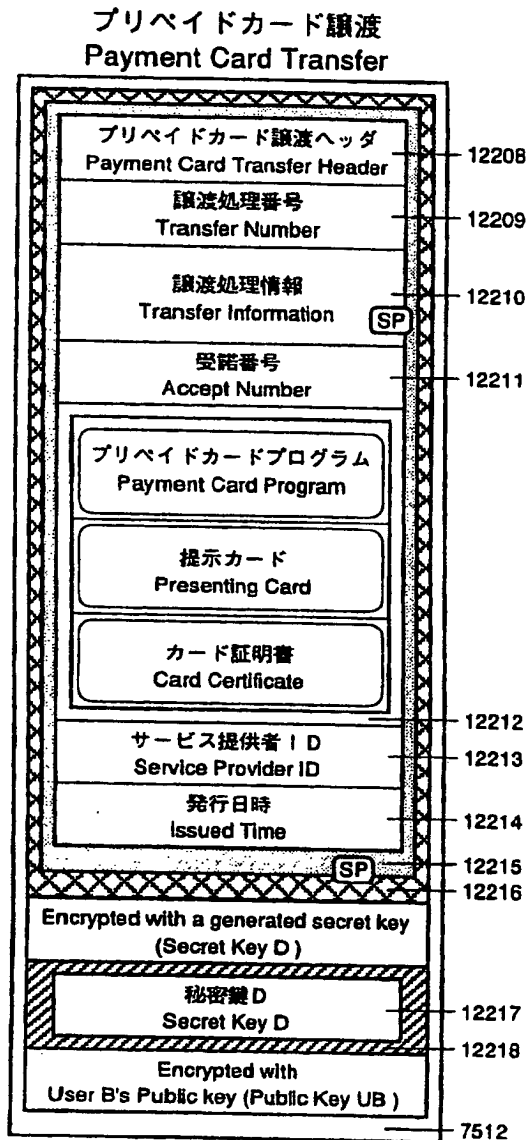 プリペイドカード譲渡
Payment Card Transfer
プリペイドカード譲渡ヘッダ
Payment Card Transfer Header
12208
譲渡処理番号
Transfer Number
12209
譲渡処理情報
Transfer Information
SP
12210
受諾番号
Accept Number
12211
プリペイドカードプログラム
Payment Card Program
提示カード
Presenting Card
カード証明書
Card Certificate
12212
サービス提供者ID
Service Provider ID
12213
発行日時
Issued Time
12214
SP
12215
12216
Encrypted with a generated secret key
(Secret Key D )
秘密鍵D
Secret Key D
12217
12218
Encrypted with
User B's Public key (Public Key UB )
7512